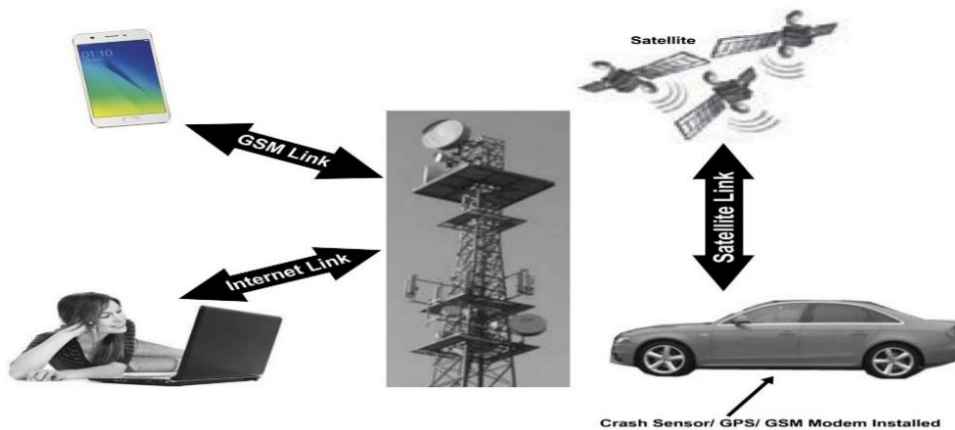 01:10
Satellite
GSM Link
Satellite Link
Internet Link
Crash Sensor/ GPS/ GSM Modem Installed